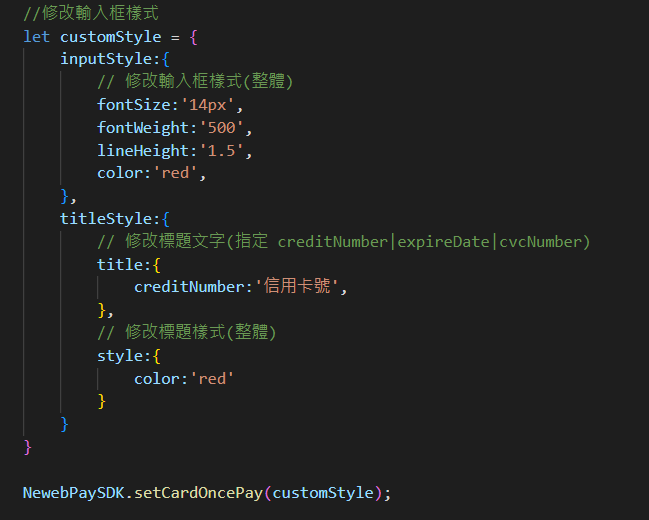 //修改輸入框樣式
let customStyle = {
inputStyle:{
// 修改輸入框樣式(整體)
fontSize:'14px',
fontWeight:'500',
lineHeight:'1.5',
color:'red',
},
titleStyle:{
// 修改標題文字(指定 creditNumber|expireDate|cvcNumber)
title:{
creditNumber:'信用卡號',
},
// 修改標題樣式(整體)
style:{
color:'red'
}
}
}
NewebPaySDK.setCardOncePay(customStyle);